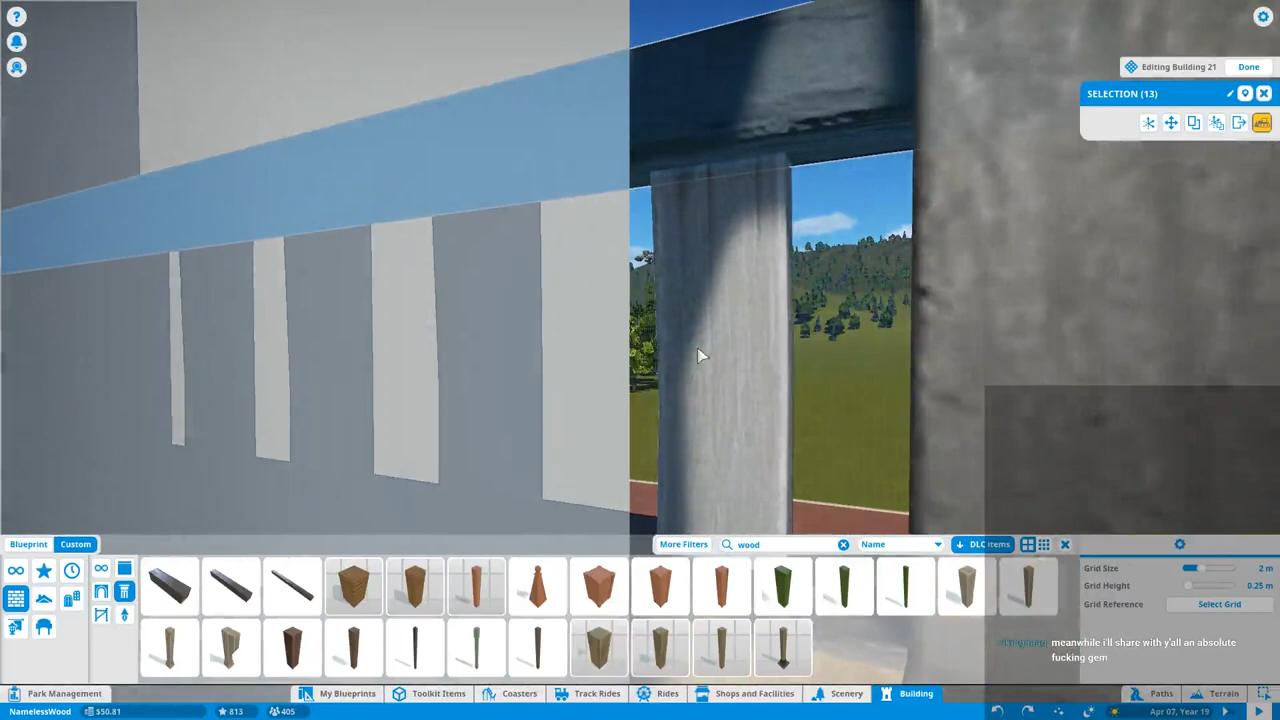 Editing Building 21
Done
SELECTION (13)
Blueprint
Custom
More Filters
wood
Name
DLC items
Grid Size
2 m
Grid Height
0.25 m
Grid Reference
Select Grid
meanwhile i'll share with y'all an absolute
fucking gem
Park Management
My Blueprints
Toolkit Items
Coasters
Track Rides
Rides
Shops and Facilities
Scenery
Building
Paths
Terrain
NamelessWood
$50.81
813
405
Apr 07, Year 19